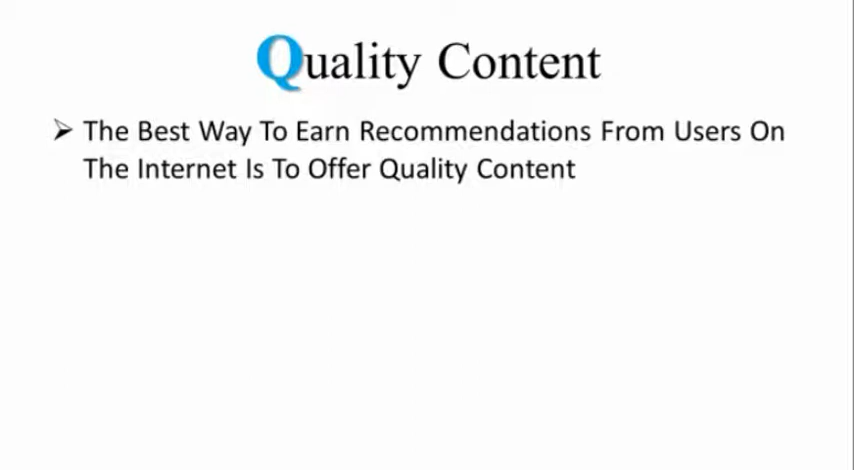 Quality Content
➢ The Best Way To Earn Recommendations From Users On
The Internet Is To Offer Quality Content